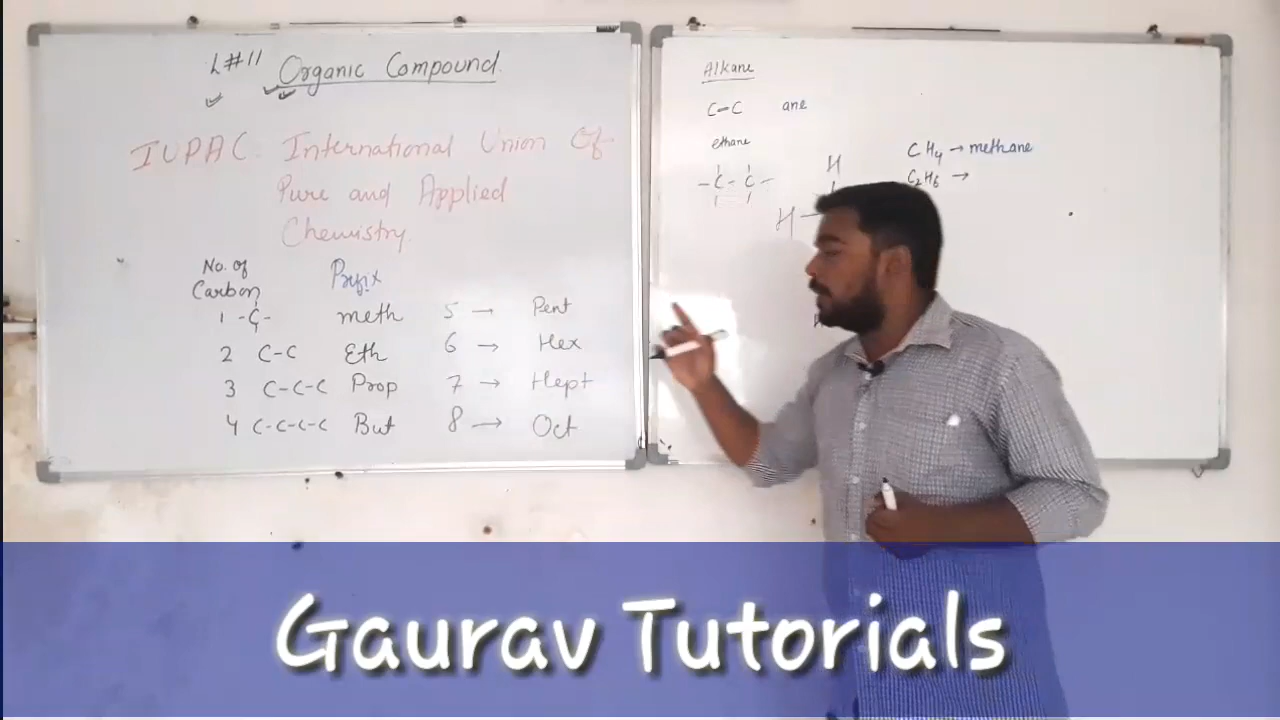 L#11 Organic Compound
IUPAC. International Union Of
Pure and Applied
Chemistry.
No. of
Carbon
Prefix
1 -C- meth 5 → Pent
2 C-C Eth 6 → Hex
3 C-C-C Prop 7 → Hept
4 C-C-C-C But 8 → Oct
Alkane
C-C ane
ethane
-C-C-
H
H-
CH4 → methane
C2H6 →
Gaurav Tutorials